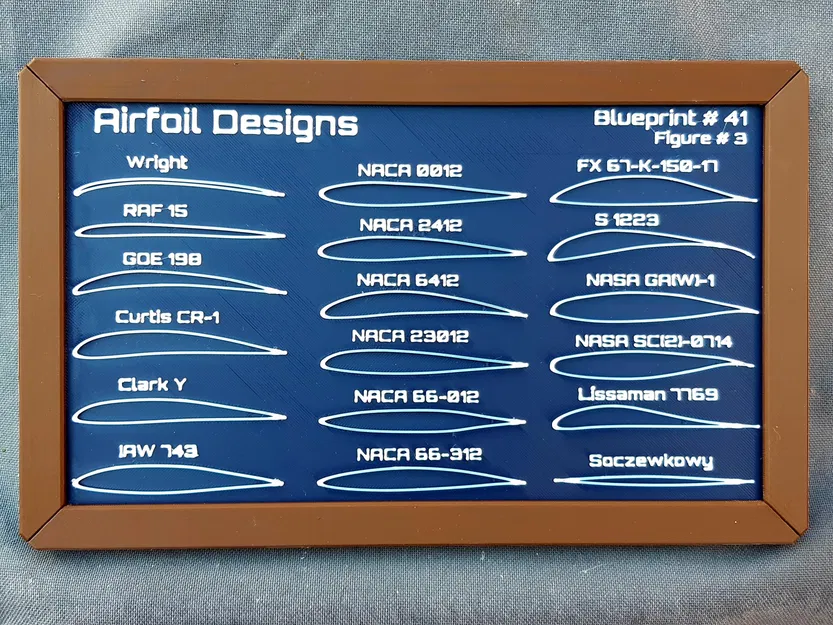 Airfoil Designs
Blueprint # 41
Figure # 3
Wright
RAF 15
GOE 198
Curtis CR-1
Clark Y
IAW 743
NACA 0012
NACA 2412
NACA 6412
NACA 23012
NACA 66-012
NACA 66-312
FX 67-K-150-17
S 1223
NASA GA(W)-1
NASA SC(2)-0714
Lissaman 7769
Soczewkowy